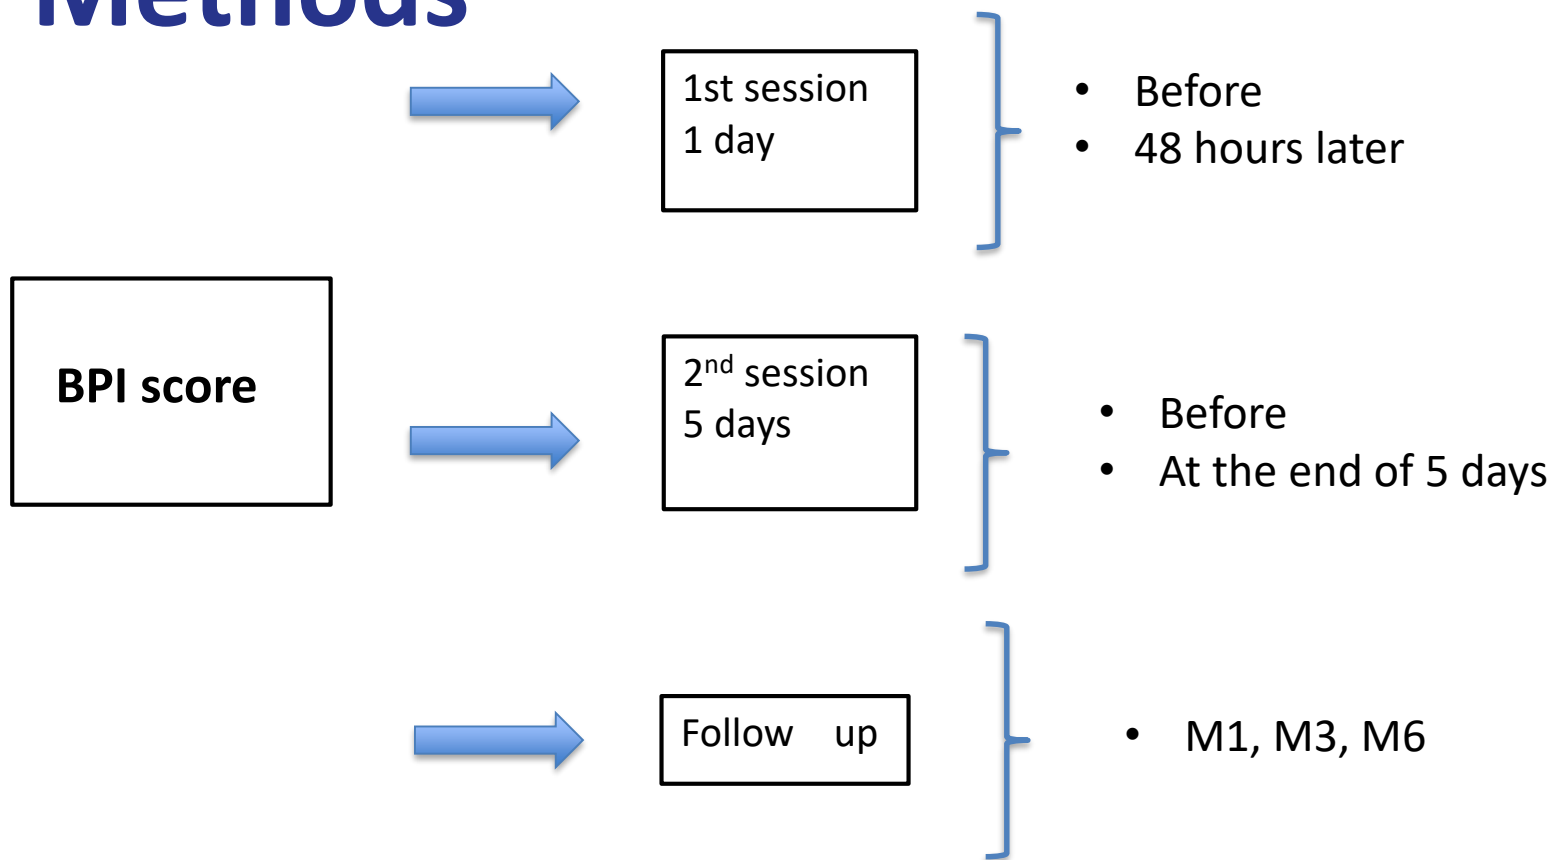 Methods
1st session
1 day
• Before
• 48 hours later
BPI score
2nd session
5 days
• Before
• At the end of 5 days
Follow up
• M1, M3, M6